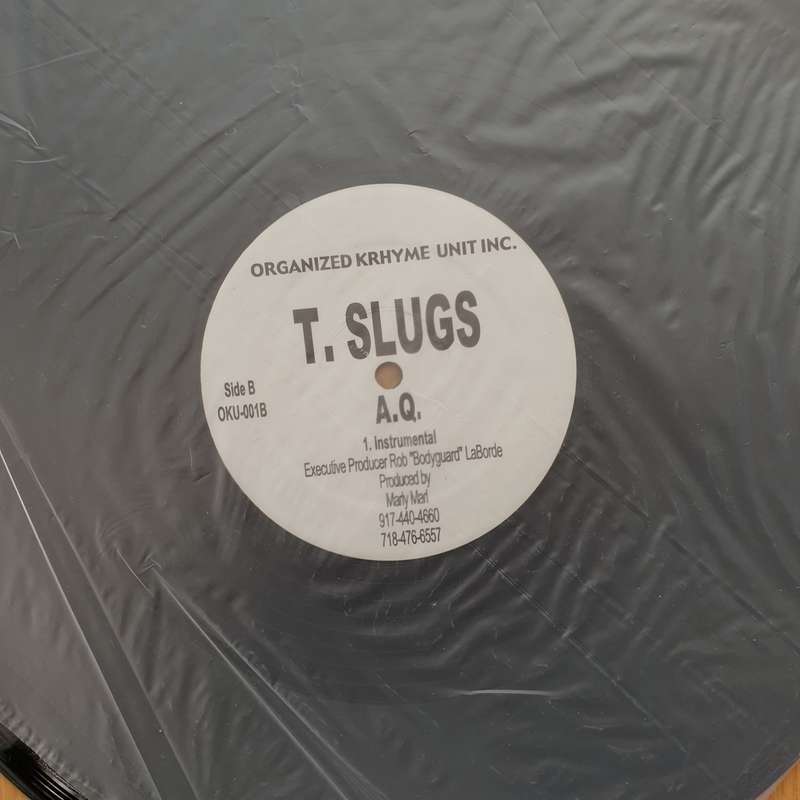 ORGANIZED KRHYME UNIT INC.
T. SLUGS
Side B
OKU-001B
A.Q.
1. Instrumental
Executive Producer Rob "Bodyguard" LaBorde
Produced by
Marly Marl
917-440-4660
718-476-6557